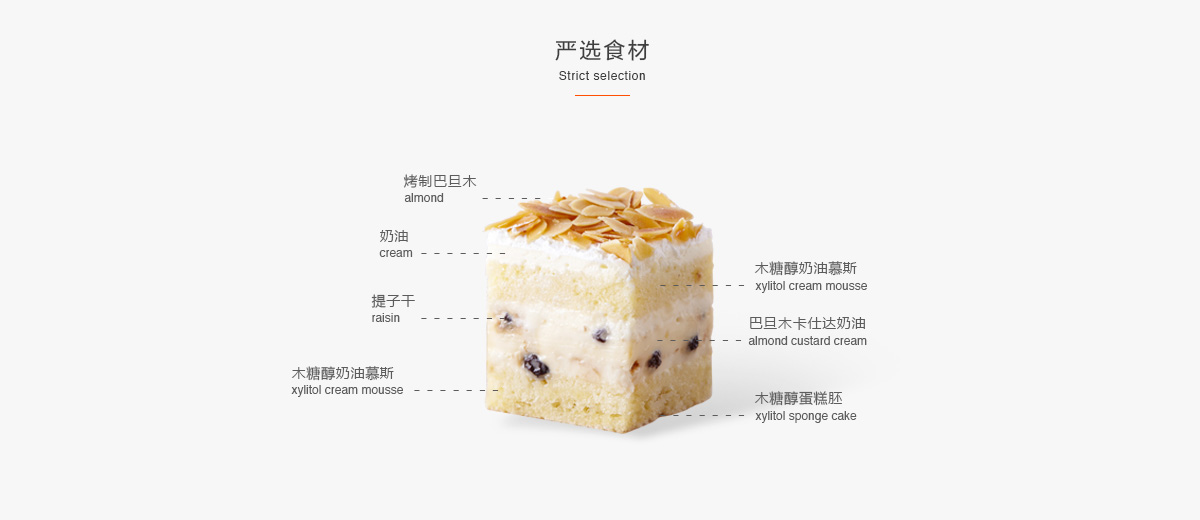 严选食材
Strict selection
烤制巴旦木
almond
奶油
cream
提子干
raisin
木糖醇奶油慕斯
xylitol cream mousse
木糖醇奶油慕斯
xylitol cream mousse
巴旦木卡仕达奶油
almond custard cream
木糖醇蛋糕胚
xylitol sponge cake